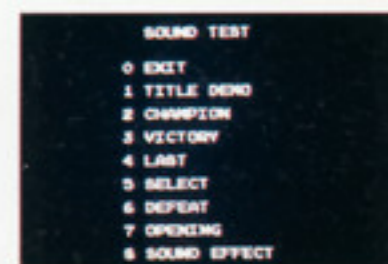 SOUND TEST
0 EXIT
1 TITLE DEMO
2 CHAMPION
3 VICTORY
4 LAST
5 SELECT
6 DEFEAT
7 OPENING
8 SOUND EFFECT